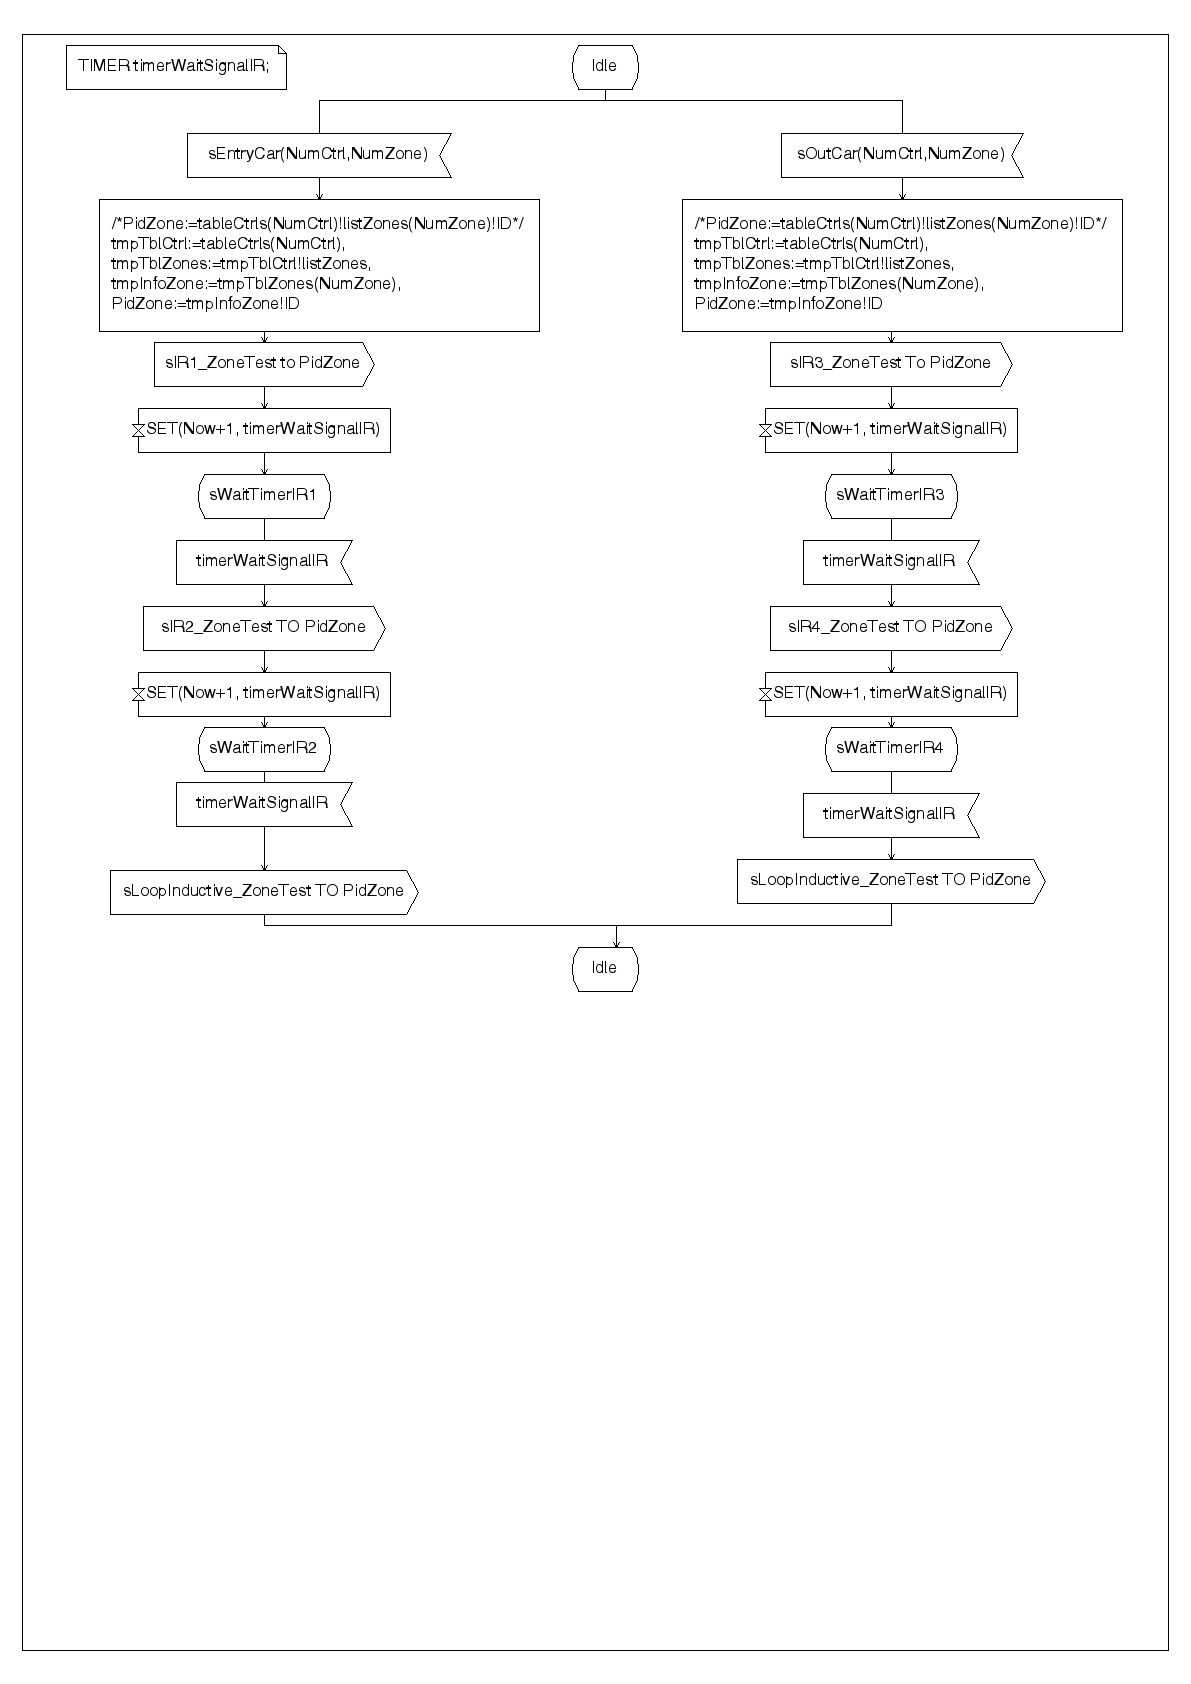 TIMER timerWaitSignalIR;
Idle
sEntryCar(NumCtrl,NumZone)
/*PidZone:=tableCtrls(NumCtrl)!listZones(NumZone)!ID*/
tmpTblCtrl:=tableCtrls(NumCtrl),
tmpTblZones:=tmpTblCtrl!listZones,
tmpInfoZone:=tmpTblZones(NumZone),
PidZone:=tmpInfoZone!ID
sIR1_ZoneTest to PidZone
SET(Now+1, timerWaitSignalIR)
sWaitTimerIR1
timerWaitSignalIR
sIR2_ZoneTest TO PidZone
SET(Now+1, timerWaitSignalIR)
sWaitTimerIR2
timerWaitSignalIR
sLoopInductive_ZoneTest TO PidZone
sOutCar(NumCtrl,NumZone)
/*PidZone:=tableCtrls(NumCtrl)!listZones(NumZone)!ID*/
tmpTblCtrl:=tableCtrls(NumCtrl),
tmpTblZones:=tmpTblCtrl!listZones,
tmpInfoZone:=tmpTblZones(NumZone),
PidZone:=tmpInfoZone!ID
sIR3_ZoneTest To PidZone
SET(Now+1, timerWaitSignalIR)
sWaitTimerIR3
timerWaitSignalIR
sIR4_ZoneTest TO PidZone
SET(Now+1, timerWaitSignalIR)
sWaitTimerIR4
timerWaitSignalIR
sLoopInductive_ZoneTest TO PidZone
Idle